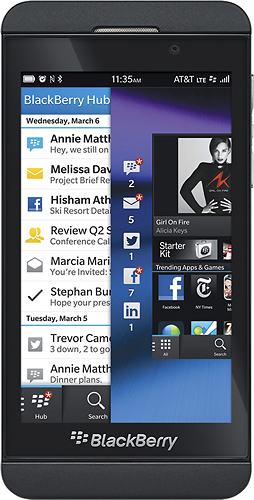 11:35AM AT&T LTE
BlackBerry Hub
Wednesday, March 6
Annie Matth
Hey, we still on
Melissa Dav
Project Brief Re
Hisham Ath
Ski Resort Detai
Review Q2 S
Conference Cal
Marcia Mari
You're Invited: S
Stephan Bur
Hope your pres
Tuesday, March 5
Trevor Came
3 down, 2 to go
Annie Matth
Dinner plans.
Hub
Search
2
5
1
7
1
Girl On Fire
Alicia Keys
Starter
Kit
Trending Apps & Games
Facebook
NY Times
All
Search
BlackBerry